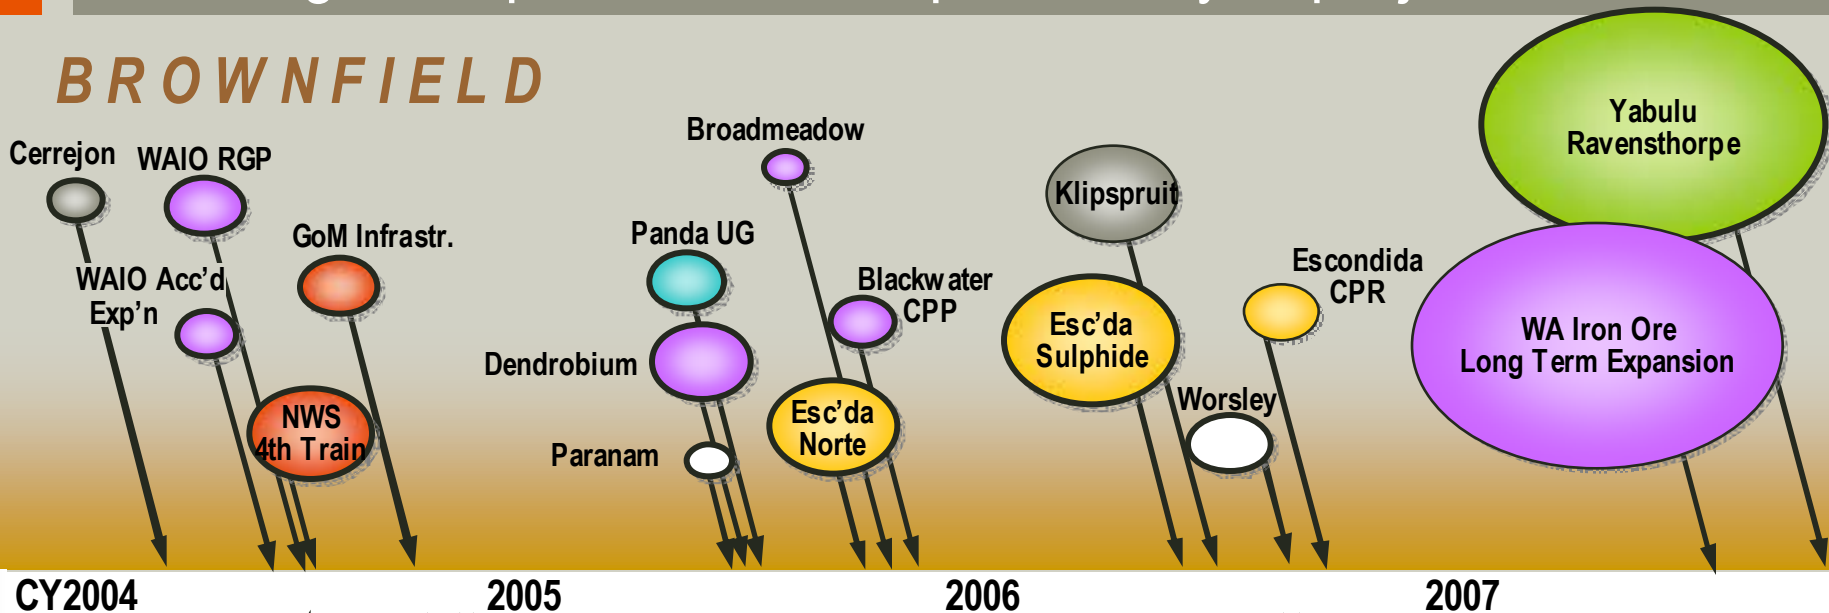 BROWNFIELD
Cerrejon
WAIO RGP
WAIO Acc’d
Exp’n
GoM Infrastr.
NWS
4th Train
Broadmeadow
Panda UG
Dendrobium
Paranam
Blackwater
CPP
Esc’da
Norte
Klipspruit
Esc’da
Sulphide
Worsley
Escondida
CPR
Yabulu
Ravensthorpe
WA Iron Ore
Long Term Expansion
CY2004
2005
2006
2007